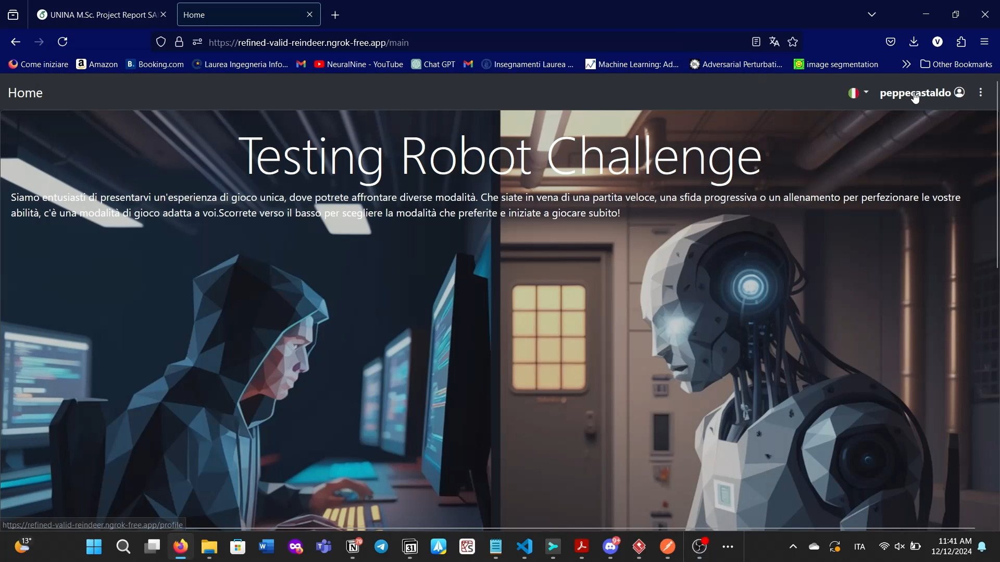 UNINA M.Sc. Project Report SA
Home
https://refined-valid-reindeer.ngrok-free.app/main
V
Come iniziare
Amazon
Booking.com
Laurea Ingegneria Info...
NeuralNine - YouTube
Chat GPT
Insegnamenti Laurea ...
Machine Learning: Ad...
Adversarial Perturbati...
image segmentation
Other Bookmarks
Home
peppecastaldo
Testing Robot Challenge
Siamo entusiasti di presentarvi un'esperienza di gioco unica, dove potrete affrontare diverse modalità. Che siate in vena di una partita veloce, una sfida progressiva o un allenamento per perfezionare le vostre
abilità, c'è una modalità di gioco adatta a voi.Scorrete verso il basso per scegliere la modalità che preferite e iniziate a giocare subito!
https://refined-valid-reindeer.ngrok-free.app/profile
13°
79
31
9+
ITA
11:41 AM
12/12/2024